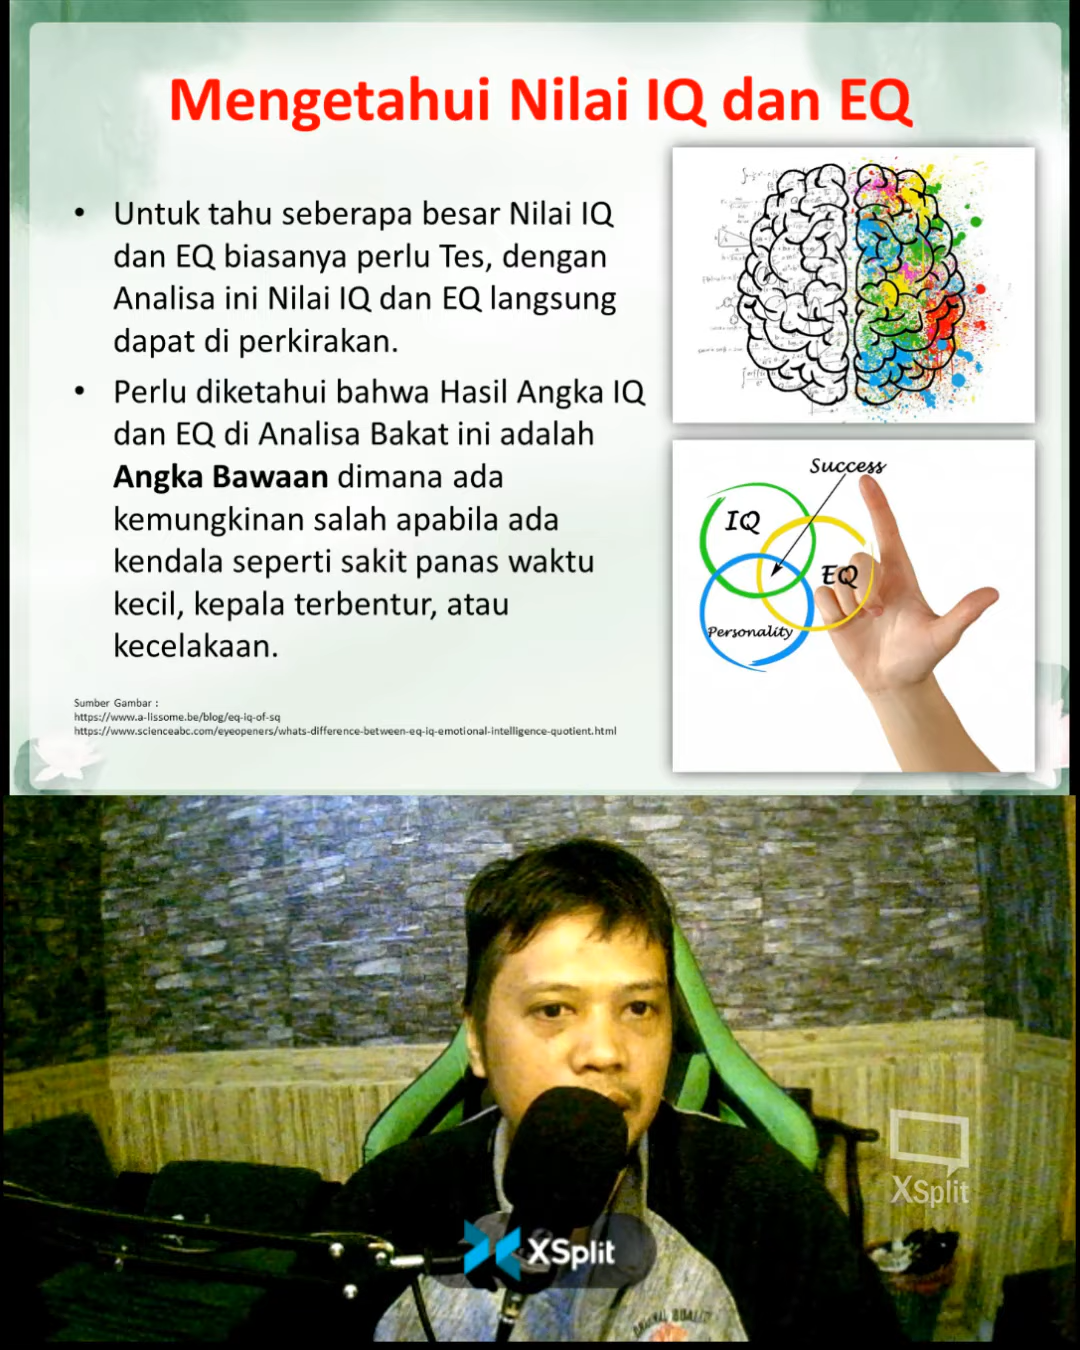 Mengetahui Nilai IQ dan EQ
• Untuk tahu seberapa besar Nilai IQ
dan EQ biasanya perlu Tes, dengan
Analisa ini Nilai IQ dan EQ langsung
dapat di perkirakan.
• Perlu diketahui bahwa Hasil Angka IQ
dan EQ di Analisa Bakat ini adalah
Angka Bawaan dimana ada
kemungkinan salah apabila ada
kendala seperti sakit panas waktu
kecil, kepala terbentur, atau
kecelakaan.
Sumber Gambar :
https://www.a-lissome.be/blog/eq-iq-of-sq
https://www.scienceabc.com/eyeopeners/whats-difference-between-eq-iq-emotional-intelligence-quotient.html
Success
IQ
EQ
Personality
XSplit
XSplit